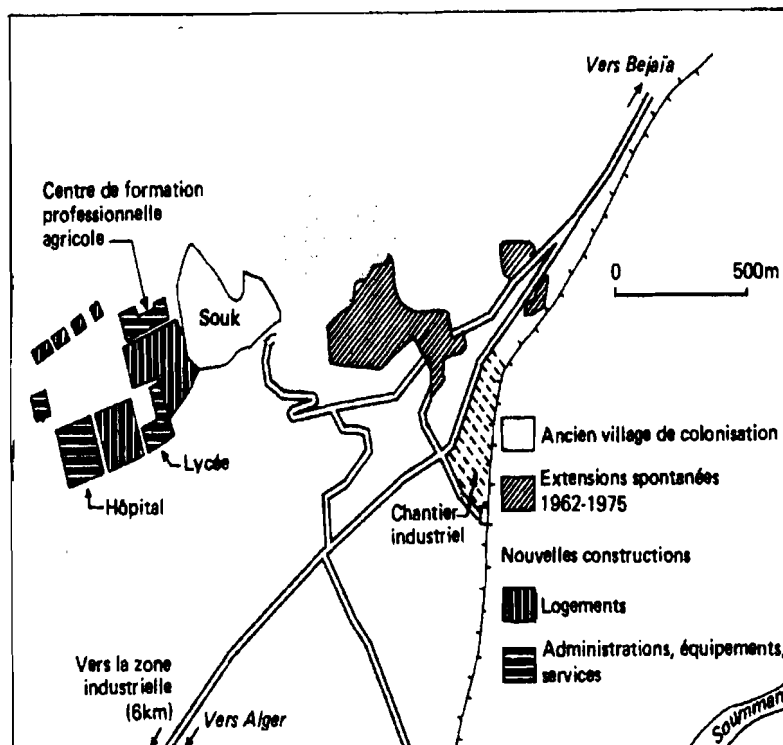 Vers Bejaïa
Centre de formation
professionnelle
agricole
Souk
0 500m
Ancien village de colonisation
Extensions spontanées
1962-1975
Lycée
Hôpital
Chantier
industriel
Nouvelles constructions
Logements
Administrations, équipements,
services
Vers la zone
industrielle
(6km)
Vers Alger
Soummam